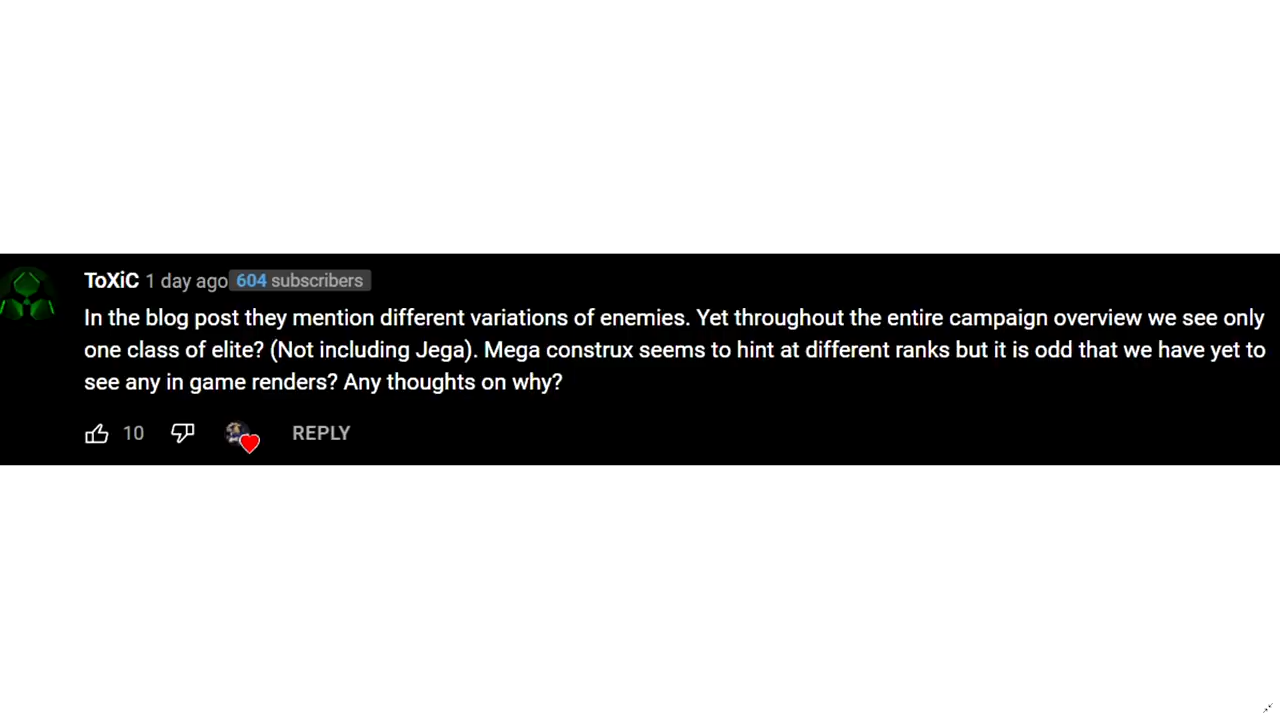 ToXiC 1 day ago 604 subscribers
In the blog post they mention different variations of enemies. Yet throughout the entire campaign overview we see only
one class of elite? (Not including Jega). Mega construx seems to hint at different ranks but it is odd that we have yet to
see any in game renders? Any thoughts on why?
10 REPLY